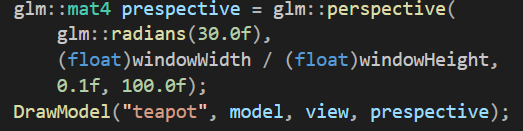 glm::mat4 prespective = glm::perspective(
glm::radians(30.0f),
(float)windowWidth / (float)windowHeight,
0.1f, 100.0f);
DrawModel("teapot", model, view, prespective);